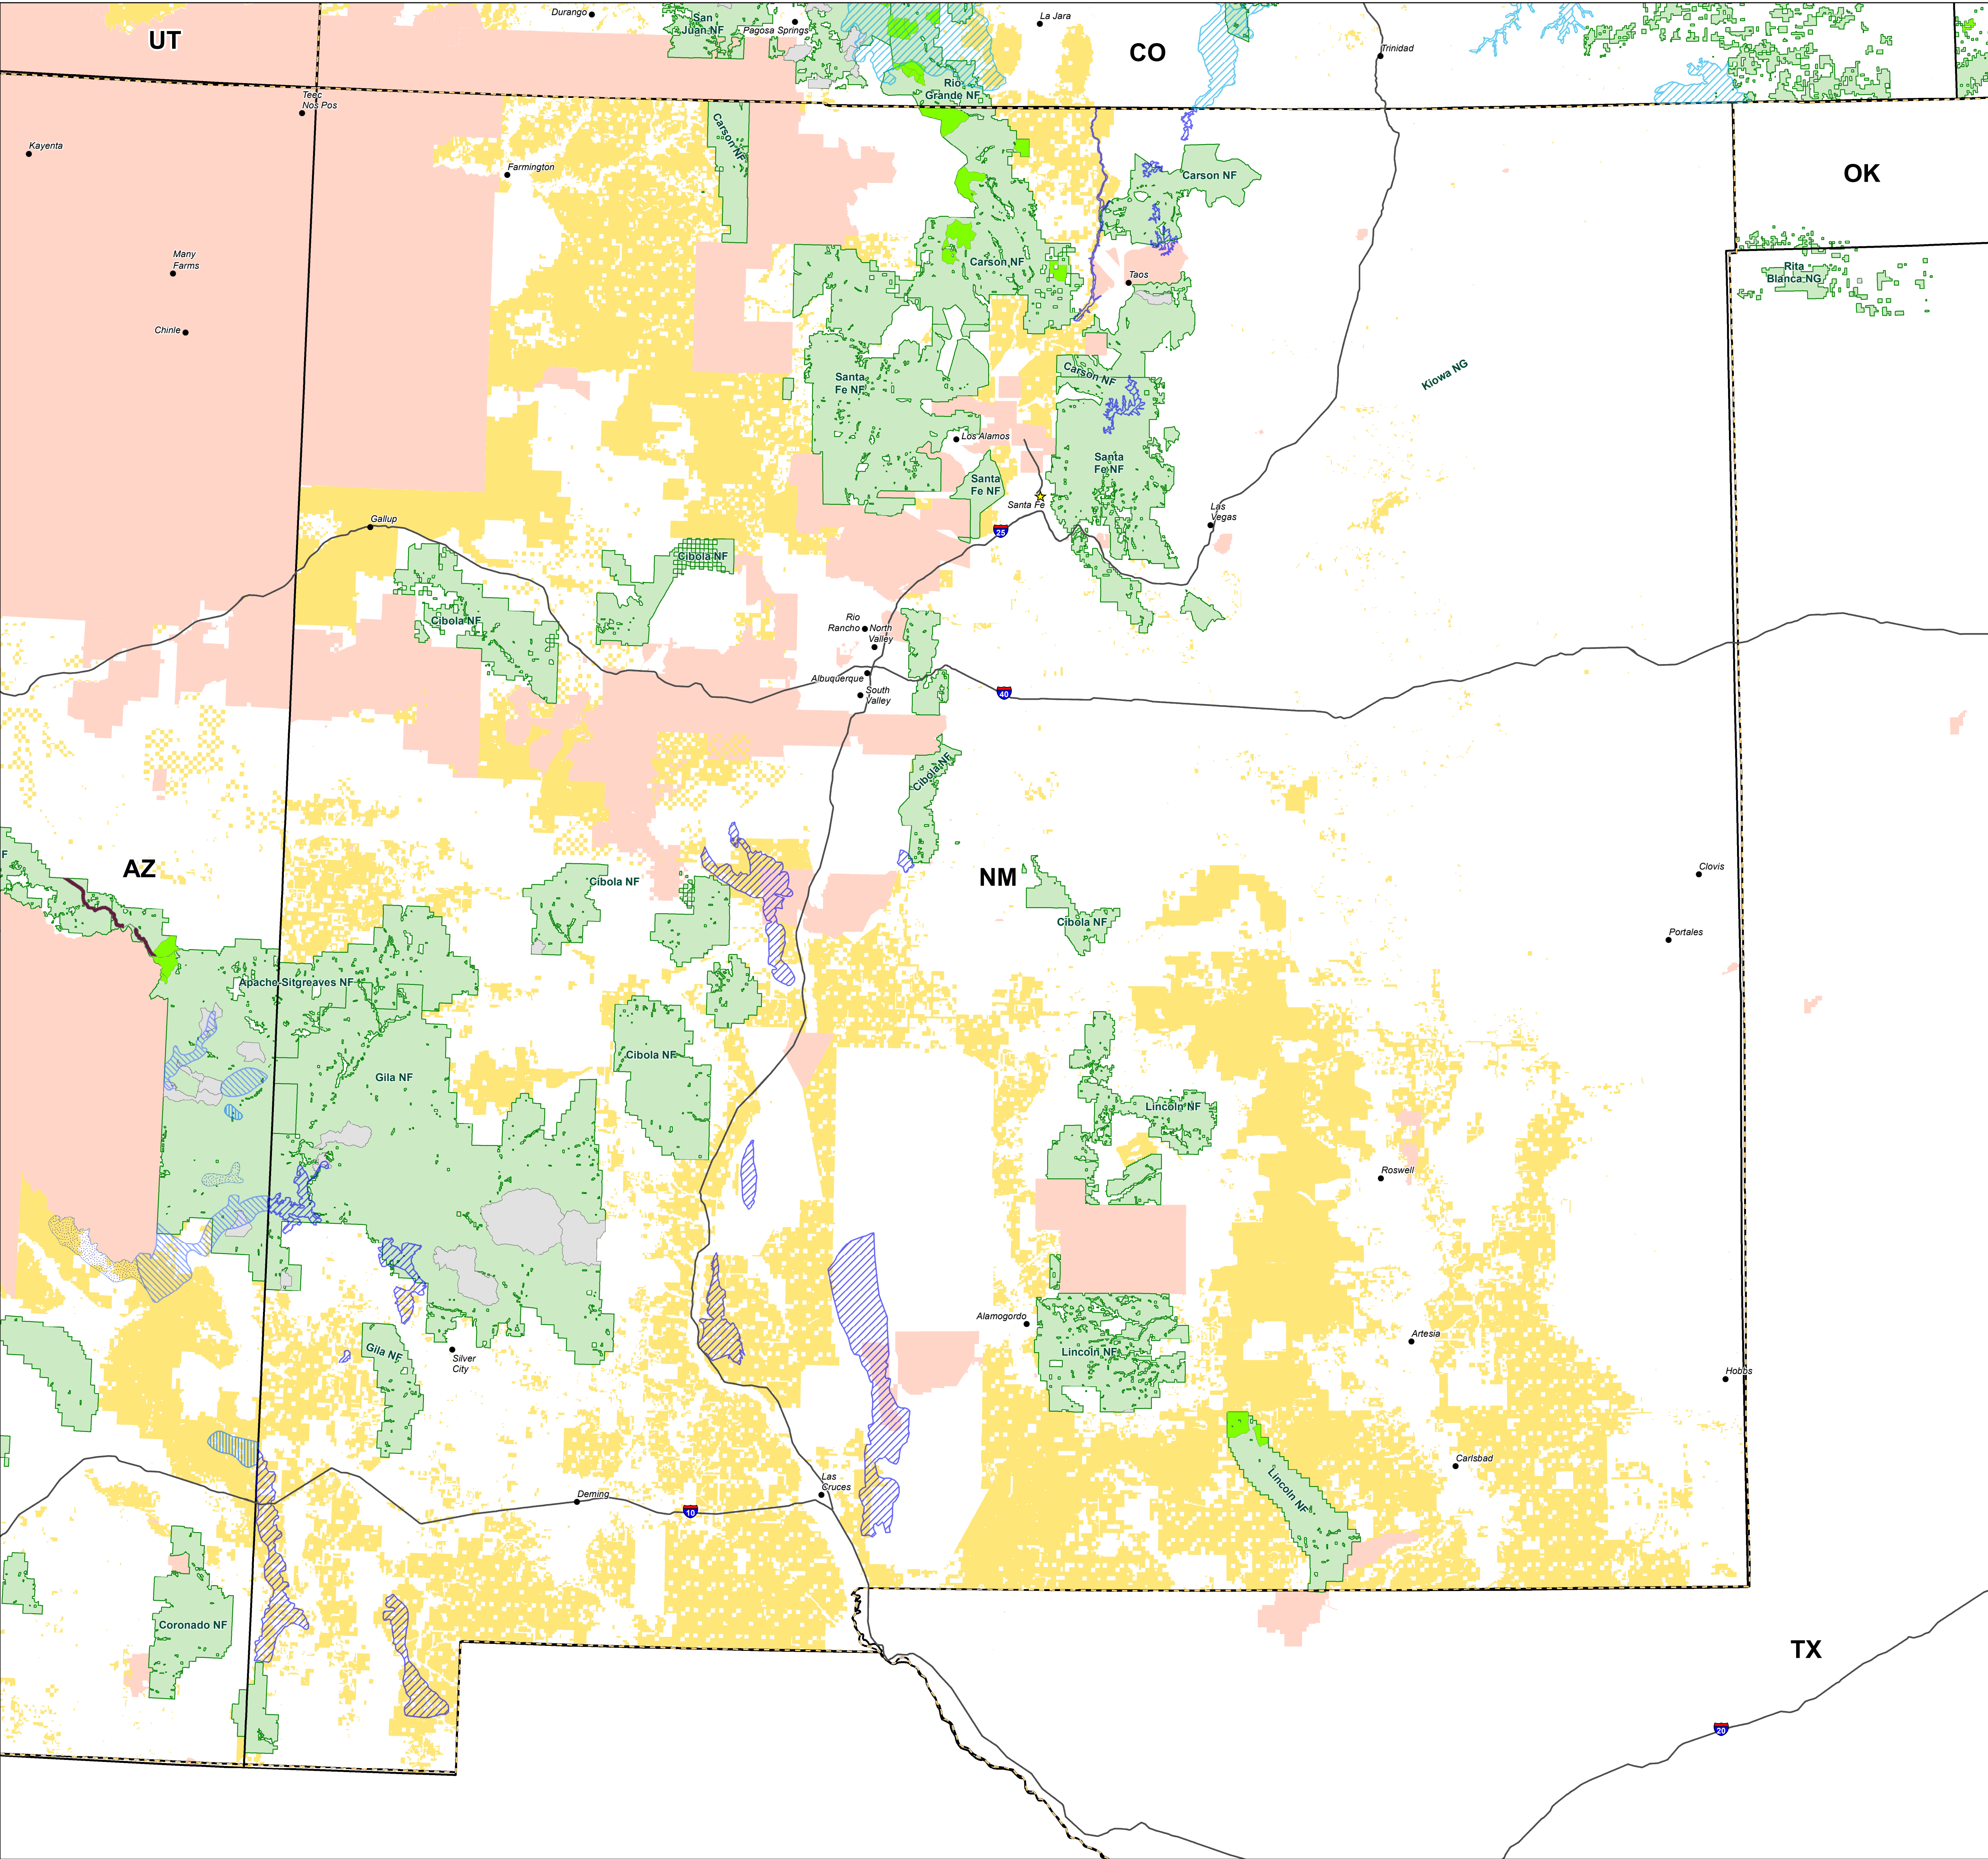 Durango
San
Juan NF
Pagosa Springs
La Jara
UT
CO
Trinidad
Rio
Grande NF
Teec
Nos Pos
Kayenta
Carson NF
Farmington
Carson NF
OK
Many
Farms
Carson NF
Taos
Rita
Blanca NG
Chinle
Santa
Fe NF
Carson NF
Kiowa NG
Los Alamos
Santa
Fe NF
Santa
Fe NF
Santa Fe
Las
Vegas
Gallup
25
Cibola NF
Cibola NF
Rio
Rancho
North
Valley
Albuquerque
South
Valley
40
Cibola NF
F
AZ
NM
Cibola NF
Clovis
Cibola NF
Portales
Apache-Sitgreaves NF
Cibola NF
Gila NF
Lincoln NF
Roswell
Alamogordo
Artesia
Gila NF
Silver
City
Lincoln NF
Hobbs
Carlsbad
Las
Cruces
Lincoln NF
Deming
10
Coronado NF
TX
20